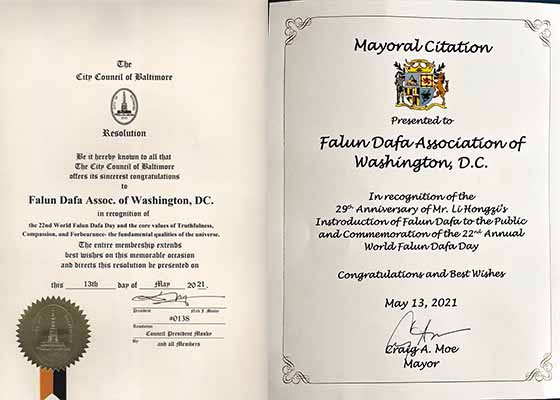 The
City Council of Baltimore
Resolution
Be it hereby known to all that
The City Council of Baltimore
offers its sincerest congratulations
to
Falun Dafa Assoc. of Washington, DC.
in recognition of
the 22nd World Falun Dafa Day and the core values of Truthfulness,
Compassion, and Forbearance- the fundamental qualities of the universe.
The entire membership extends
best wishes on this memorable occasion
and directs this resolution be presented on
this 13th day of May 2021.
President Nick J. Mosby
#0138
Resolution
Council President Mosby
By and all Members
Mayoral Citation
Presented to
Falun Dafa Association of
Washington, D.C.
In recognition of the
29th Anniversary of Mr. Li Hongzi's
Instroduction of Falun Dafa to the Public
and Commemoration of the 22nd Annual
World Falun Dafa Day
Congratulations and Best Wishes
May 13, 2021
Craig A. Moe
Mayor